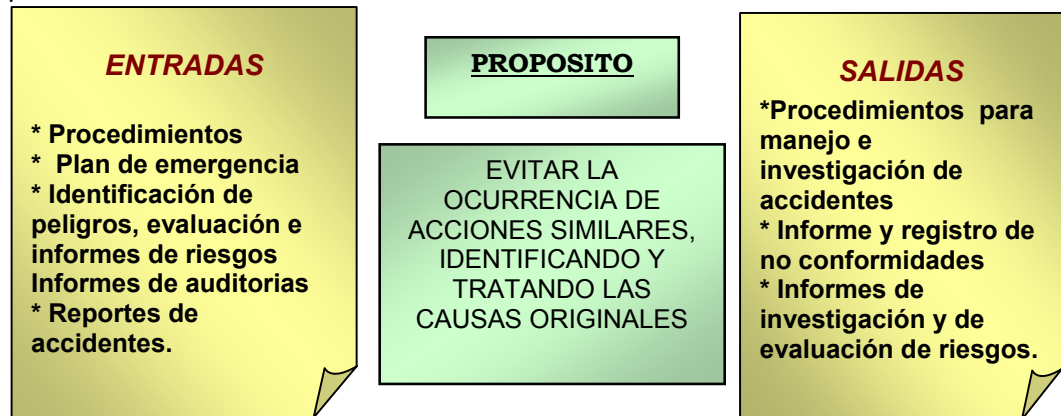 ENTRADAS
* Procedimientos
* Plan de emergencia
* Identificación de
peligros, evaluación e
informes de riesgos
Informes de auditorias
* Reportes de
accidentes.
PROPOSITO
EVITAR LA
OCURRENCIA DE
ACCIONES SIMILARES,
IDENTIFICANDO Y
TRATANDO LAS
CAUSAS ORIGINALES
SALIDAS
*Procedimientos para
manejo e
investigación de
accidentes
* Informe y registro de
no conformidades
* Informes de
investigación y de
evaluación de riesgos.